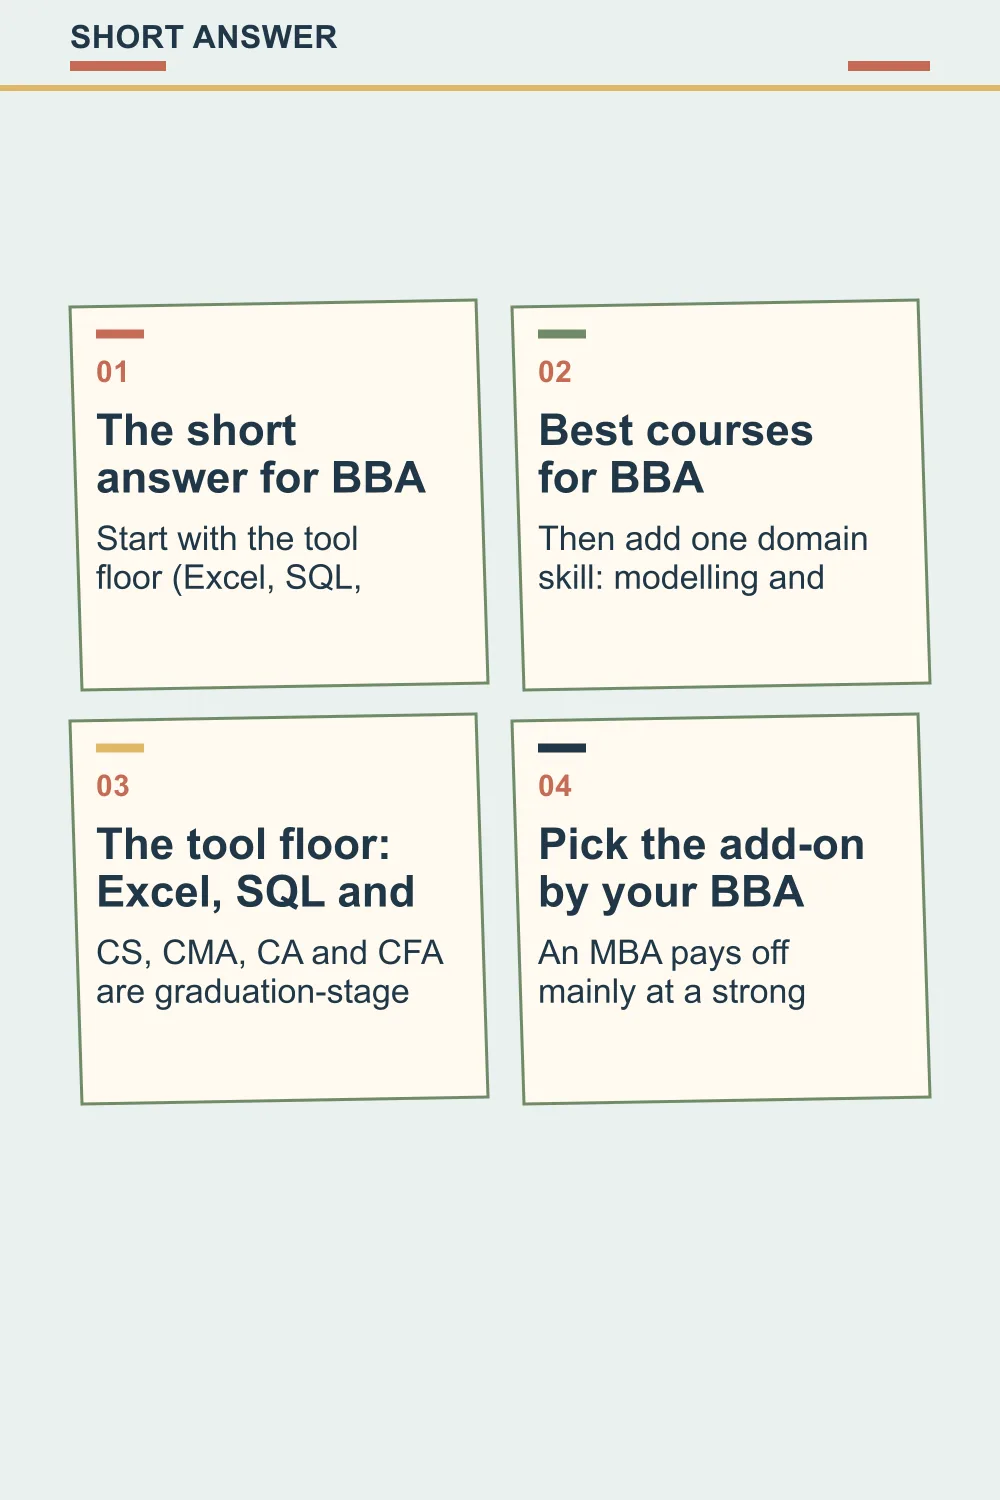 SHORT ANSWER
01
The short
answer for BBA
Start with the tool
floor (Excel, SQL,
02
Best courses
for BBA
Then add one domain
skill: modelling and
03
The tool floor:
Excel, SQL and
CS, CMA, CA and CFA
are graduation-stage
04
Pick the add-on
by your BBA
An MBA pays off
mainly at a strong